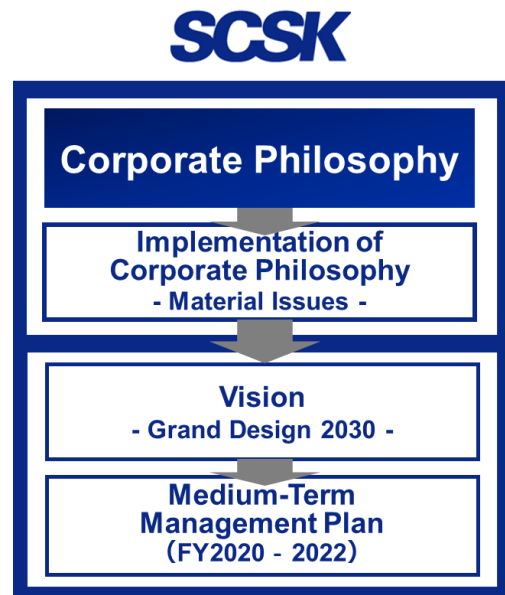 SCSK
Corporate Philosophy
Implementation of
Corporate Philosophy
- Material Issues -
Vision
- Grand Design 2030 -
Medium-Term
Management Plan
（FY2020 - 2022）